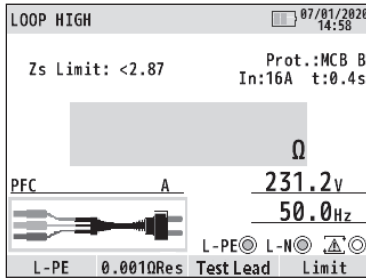 LOOP HIGH 07/01/2020
14:58
Zs Limit: <2.87 Prot.:MCB B
In:16A t:0.4s
Ω
PFC A 231.2V
50.0Hz
L-PE L-N
L-PE 0.001ΩRes Test Lead Limit